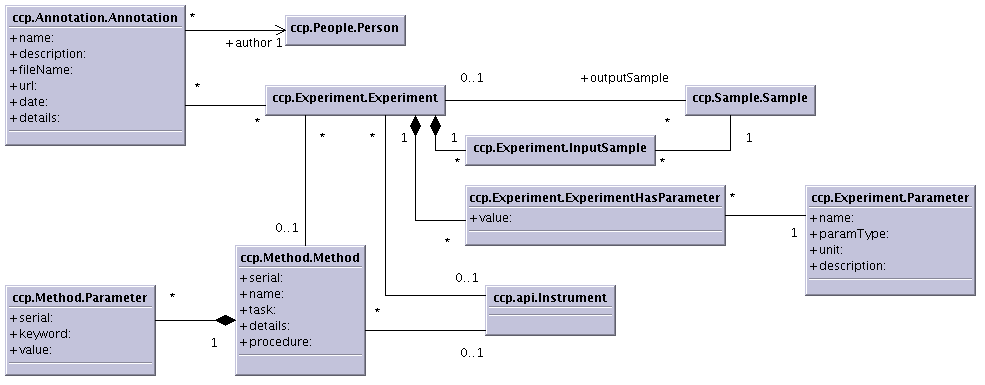 ccp.Annotation.Annotation
+name:
+description:
+fileName:
+url:
+date:
+details:
*
+author 1
ccp.People.Person
*
*
ccp.Experiment.Experiment
0..1
+outputSample
*
ccp.Sample.Sample
*
*
1
1
*
ccp.Experiment.InputSample
*
1
ccp.Experiment.ExperimentHasParameter
+value:
*
*
1
ccp.Experiment.Parameter
+name:
+paramType:
+unit:
+description:
0..1
ccp.Method.Method
+serial:
+name:
+task:
+details:
+procedure:
0..1
ccp.api.Instrument
*
0..1
ccp.Method.Parameter
+serial:
+keyword:
+value:
*
1